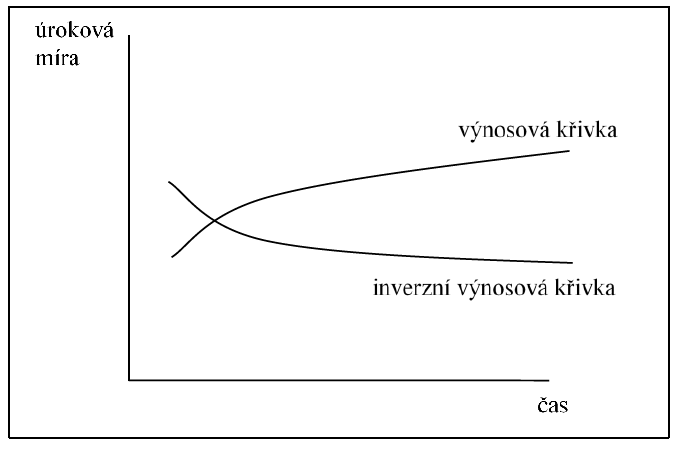 úroková
míra
výnosová křivka
inverzní výnosová křivka
čas